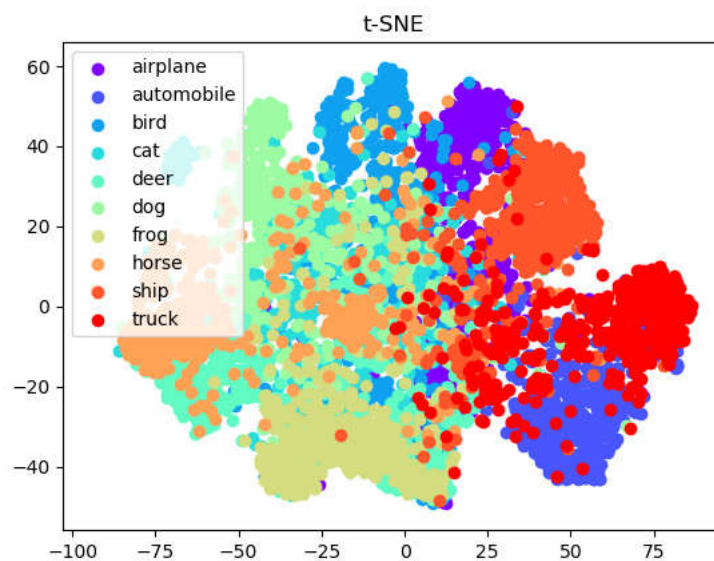 t-SNE
airplane
automobile
bird
cat
deer
dog
frog
horse
ship
truck
60
40
20
0
−20
−40
−100
−75
−50
−25
0
25
50
75